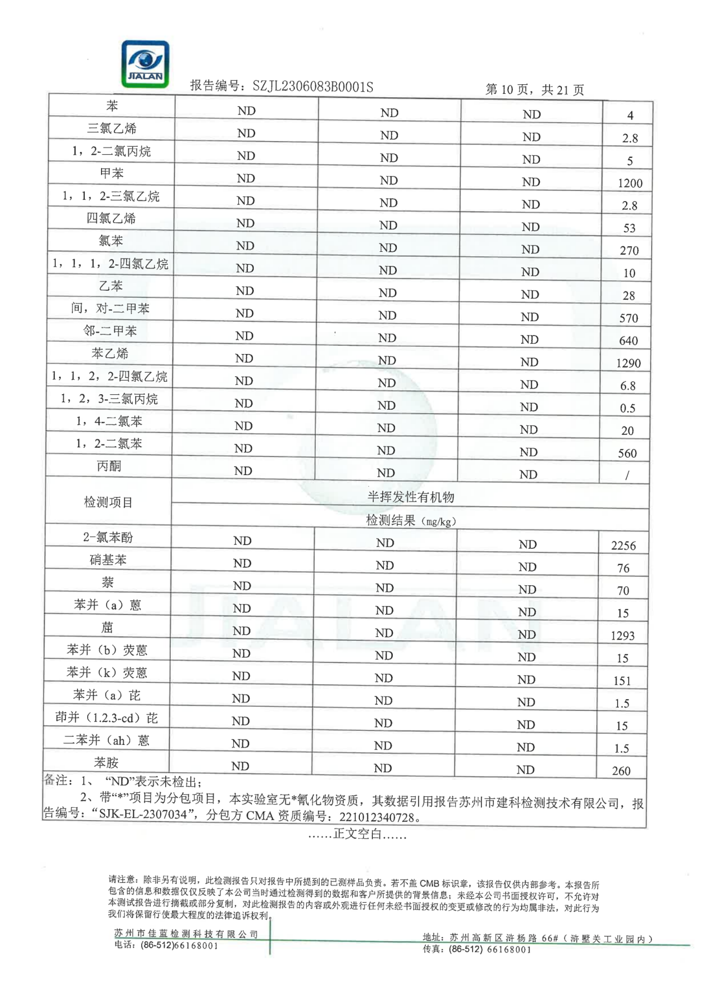 JIALAN
报告编号：SZJL2306083B0001S 第 10 页，共 21 页
苯 ND ND ND 4
三氯乙烯 ND ND ND 2.8
1，2-二氯丙烷 ND ND ND 5
甲苯 ND ND ND 1200
1，1，2-三氯乙烷 ND ND ND 2.8
四氯乙烯 ND ND ND 53
氯苯 ND ND ND 270
1，1，1，2-四氯乙烷 ND ND ND 10
乙苯 ND ND ND 28
间，对-二甲苯 ND ND ND 570
邻-二甲苯 ND ND ND 640
苯乙烯 ND ND ND 1290
1，1，2，2-四氯乙烷 ND ND ND 6.8
1，2，3-三氯丙烷 ND ND ND 0.5
1，4-二氯苯 ND ND ND 20
1，2-二氯苯 ND ND ND 560
丙酮 ND ND ND /
检测项目 半挥发性有机物
检测结果（mg/kg）
2-氯苯酚 ND ND ND 2256
硝基苯 ND ND ND 76
萘 ND ND ND 70
苯并（a）蒽 ND ND ND 15
䓛 ND ND ND 1293
苯并（b）荧蒽 ND ND ND 15
苯并（k）荧蒽 ND ND ND 151
苯并（a）芘 ND ND ND 1.5
茚并（1.2.3-cd）芘 ND ND ND 15
二苯并（ah）蒽 ND ND ND 1.5
苯胺 ND ND ND 260
备注：1、 “ND”表示未检出；
2、带“*”项目为分包项目，本实验室无*氰化物资质，其数据引用报告苏州市建科检测技术有限公司，报
告编号：“SJK-EL-2307034”，分包方 CMA 资质编号：221012340728。
……正文空白……
JIALAN
请注意：除非另有说明，此检测报告只对报告中所提到的已测样品负责。若不盖 CMB 标识章，该报告仅供内部参考。本报告所
包含的信息和数据仅仅反映了本公司当时通过检测得到的数据和客户所提供的背景信息；未经本公司书面授权许可，不允许对
本测试报告进行摘截或部分复制，对此检测报告的内容或外观进行任何未经书面授权的变更或修改的行为均属非法，对此行为
我们将保留行使最大程度的法律追诉权利。
苏州市佳蓝检测科技有限公司 地址：苏州高新区浒杨路 66#（浒墅关工业园内）
电话：(86-512)66168001 传真：(86-512) 66168001